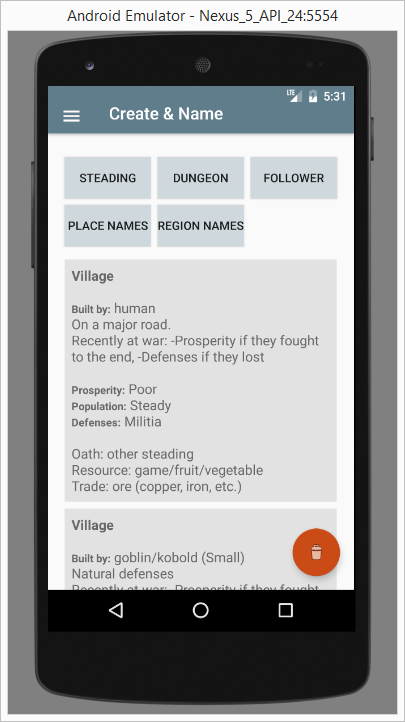 Android Emulator - Nexus_5_API_24:5554
LTE 5:31
Create & Name
STEADING DUNGEON FOLLOWER
PLACE NAMES REGION NAMES
Village
Built by: human
On a major road.
Recently at war: -Prosperity if they fought
to the end, -Defenses if they lost
Prosperity: Poor
Population: Steady
Defenses: Militia
Oath: other steading
Resource: game/fruit/vegetable
Trade: ore (copper, iron, etc.)
Village
Built by: goblin/kobold (Small)
Natural defenses
Recently at war: -Prosperity if they fought